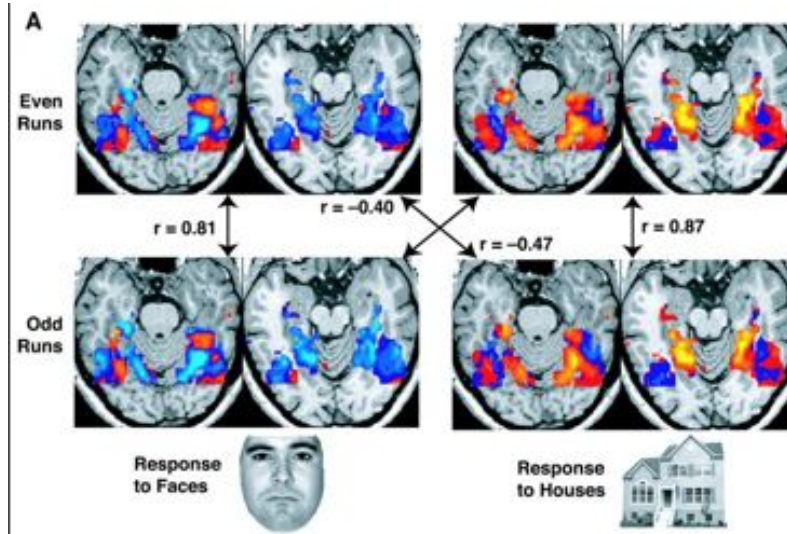 A
Even
Runs
r = 0.81
r = –0.40
r = –0.47
r = 0.87
Odd
Runs
Response
to Faces
Response
to Houses